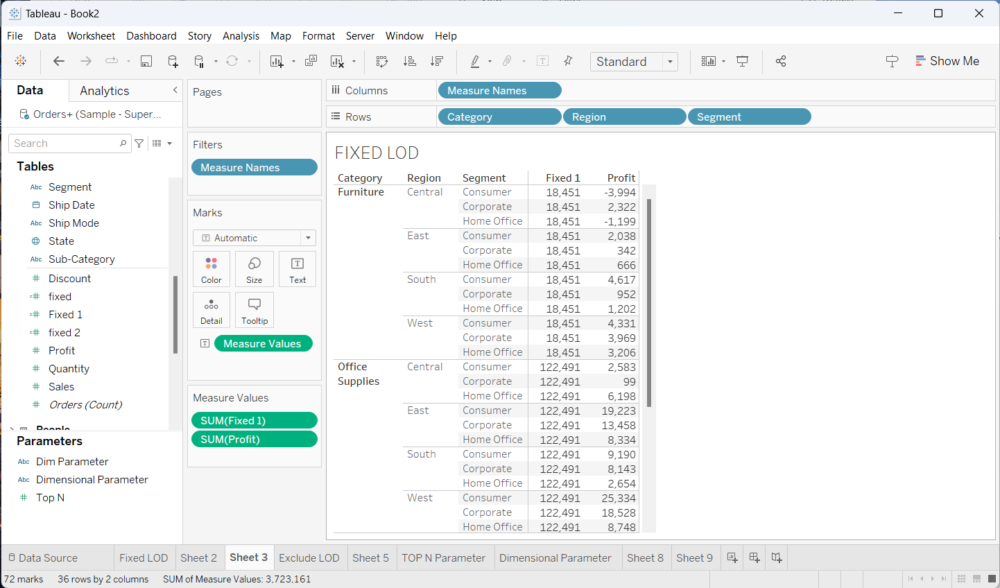 Tableau - Book2
File Data Worksheet Dashboard Story Analysis Map Format Server Window Help
Standard
Show Me
Data Analytics
Orders+ (Sample - Super...
Search
Tables
Abc Segment
Ship Date
Abc Ship Mode
State
Abc Sub-Category
Discount
fixed
Fixed 1
fixed 2
Profit
Quantity
Sales
Orders (Count)
People
Parameters
Abc Dim Parameter
Abc Dimensional Parameter
Top N
Pages
Filters
Measure Names
Marks
Automatic
Color Size Text
Detail Tooltip
Measure Values
Measure Values
SUM(Fixed 1)
SUM(Profit)
Columns Measure Names
Rows Category Region Segment
FIXED LOD
Category Region Segment Fixed 1 Profit
Furniture Central Consumer 18,451 -3,994
Corporate 18,451 2,322
Home Office 18,451 -1,199
East Consumer 18,451 2,038
Corporate 18,451 342
Home Office 18,451 666
South Consumer 18,451 4,617
Corporate 18,451 952
Home Office 18,451 1,202
West Consumer 18,451 4,331
Corporate 18,451 3,969
Home Office 18,451 3,206
Office Central Consumer 122,491 2,583
Supplies Corporate 122,491 99
Home Office 122,491 6,198
East Consumer 122,491 19,223
Corporate 122,491 13,458
Home Office 122,491 8,334
South Consumer 122,491 9,190
Corporate 122,491 8,143
Home Office 122,491 2,654
West Consumer 122,491 25,334
Corporate 122,491 18,528
Home Office 122,491 8,748
Data Source Fixed LOD Sheet 2 Sheet 3 Exclude LOD Sheet 5 TOP N Parameter Dimensional Parameter Sheet 8 Sheet 9
72 marks 36 rows by 2 columns SUM of Measure Values: 3,723,161